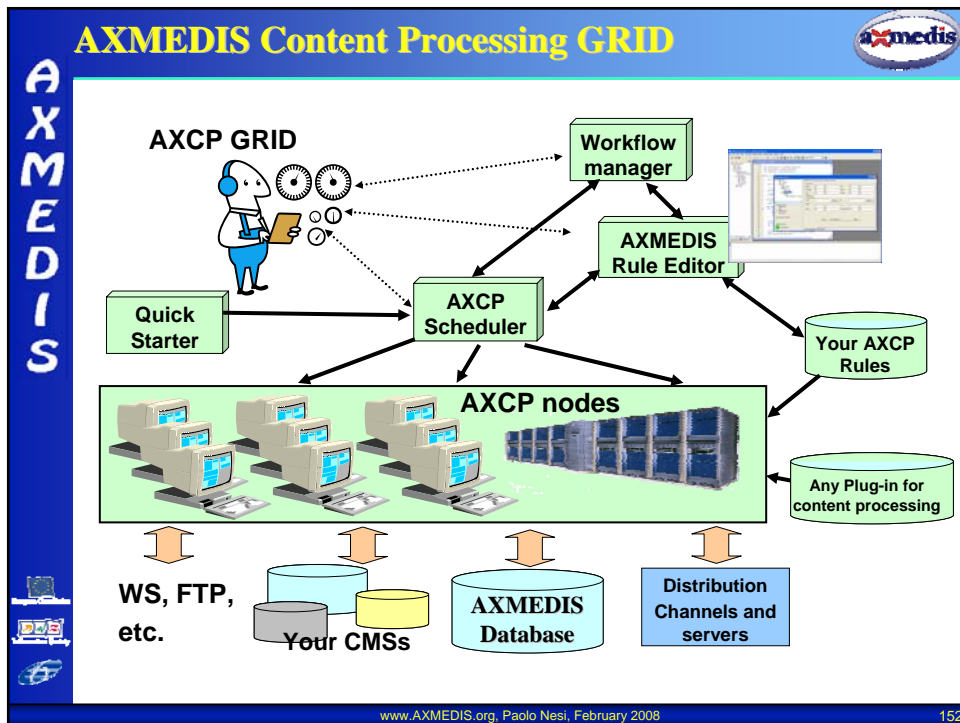 AXMEDIS Content Processing GRID
axmedis
AXMEDIS
AXCP GRID
Workflow
manager
AXMEDIS
Rule Editor
AXCP
Scheduler
Quick
Starter
Your AXCP
Rules
AXCP nodes
Any Plug-in for
content processing
WS, FTP,
etc.
Your CMSs
AXMEDIS
Database
Distribution
Channels and
servers
www.AXMEDIS.org, Paolo Nesi, February 2008
152